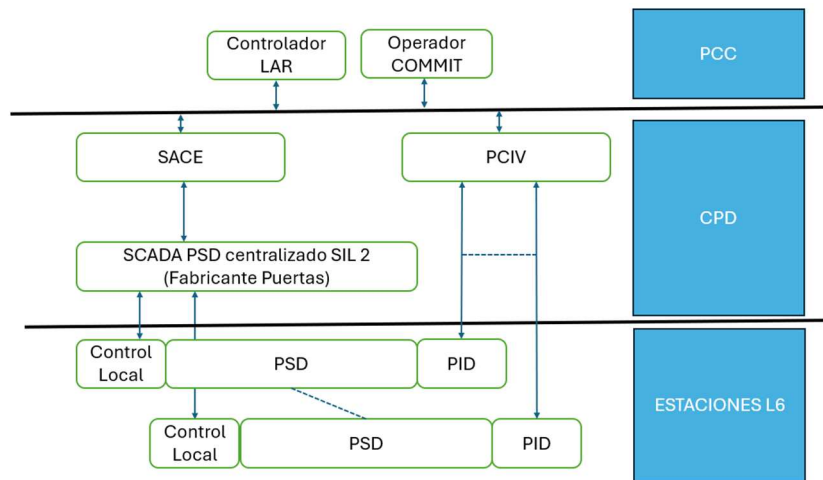 Controlador
LAR
Operador
COMMIT
PCC
SACE
PCIV
CPD
SCADA PSD centralizado SIL 2
(Fabricante Puertas)
Control
Local
PSD
PID
ESTACIONES L6
Control
Local
PSD
PID